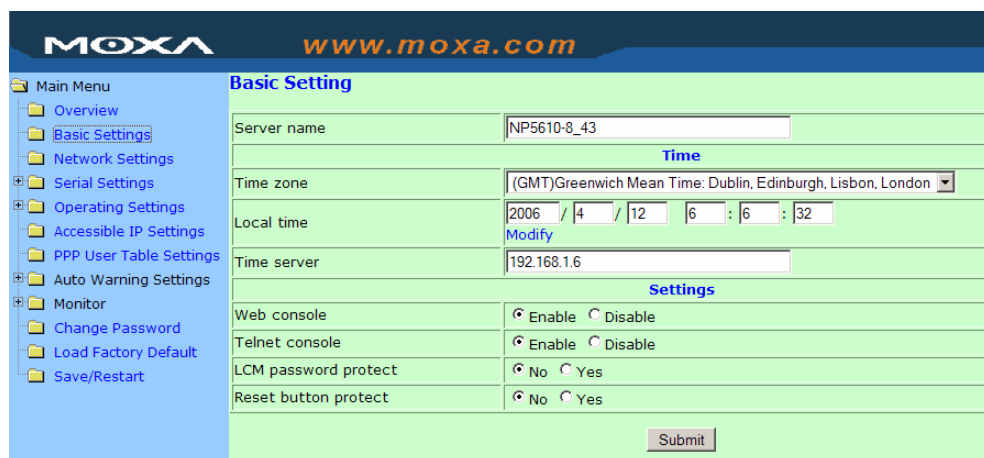 MOXA www.moxa.com
Main Menu
Overview
Basic Settings
Network Settings
Serial Settings
Operating Settings
Accessible IP Settings
PPP User Table Settings
Auto Warning Settings
Monitor
Change Password
Load Factory Default
Save/Restart
Basic Setting
Server name NP5610-8_43
Time
Time zone (GMT)Greenwich Mean Time: Dublin, Edinburgh, Lisbon, London
Local time 2006 / 4 / 12 6 : 6 : 32
Modify
Time server 192.168.1.6
Settings
Web console Enable Disable
Telnet console Enable Disable
LCM password protect No Yes
Reset button protect No Yes
Submit